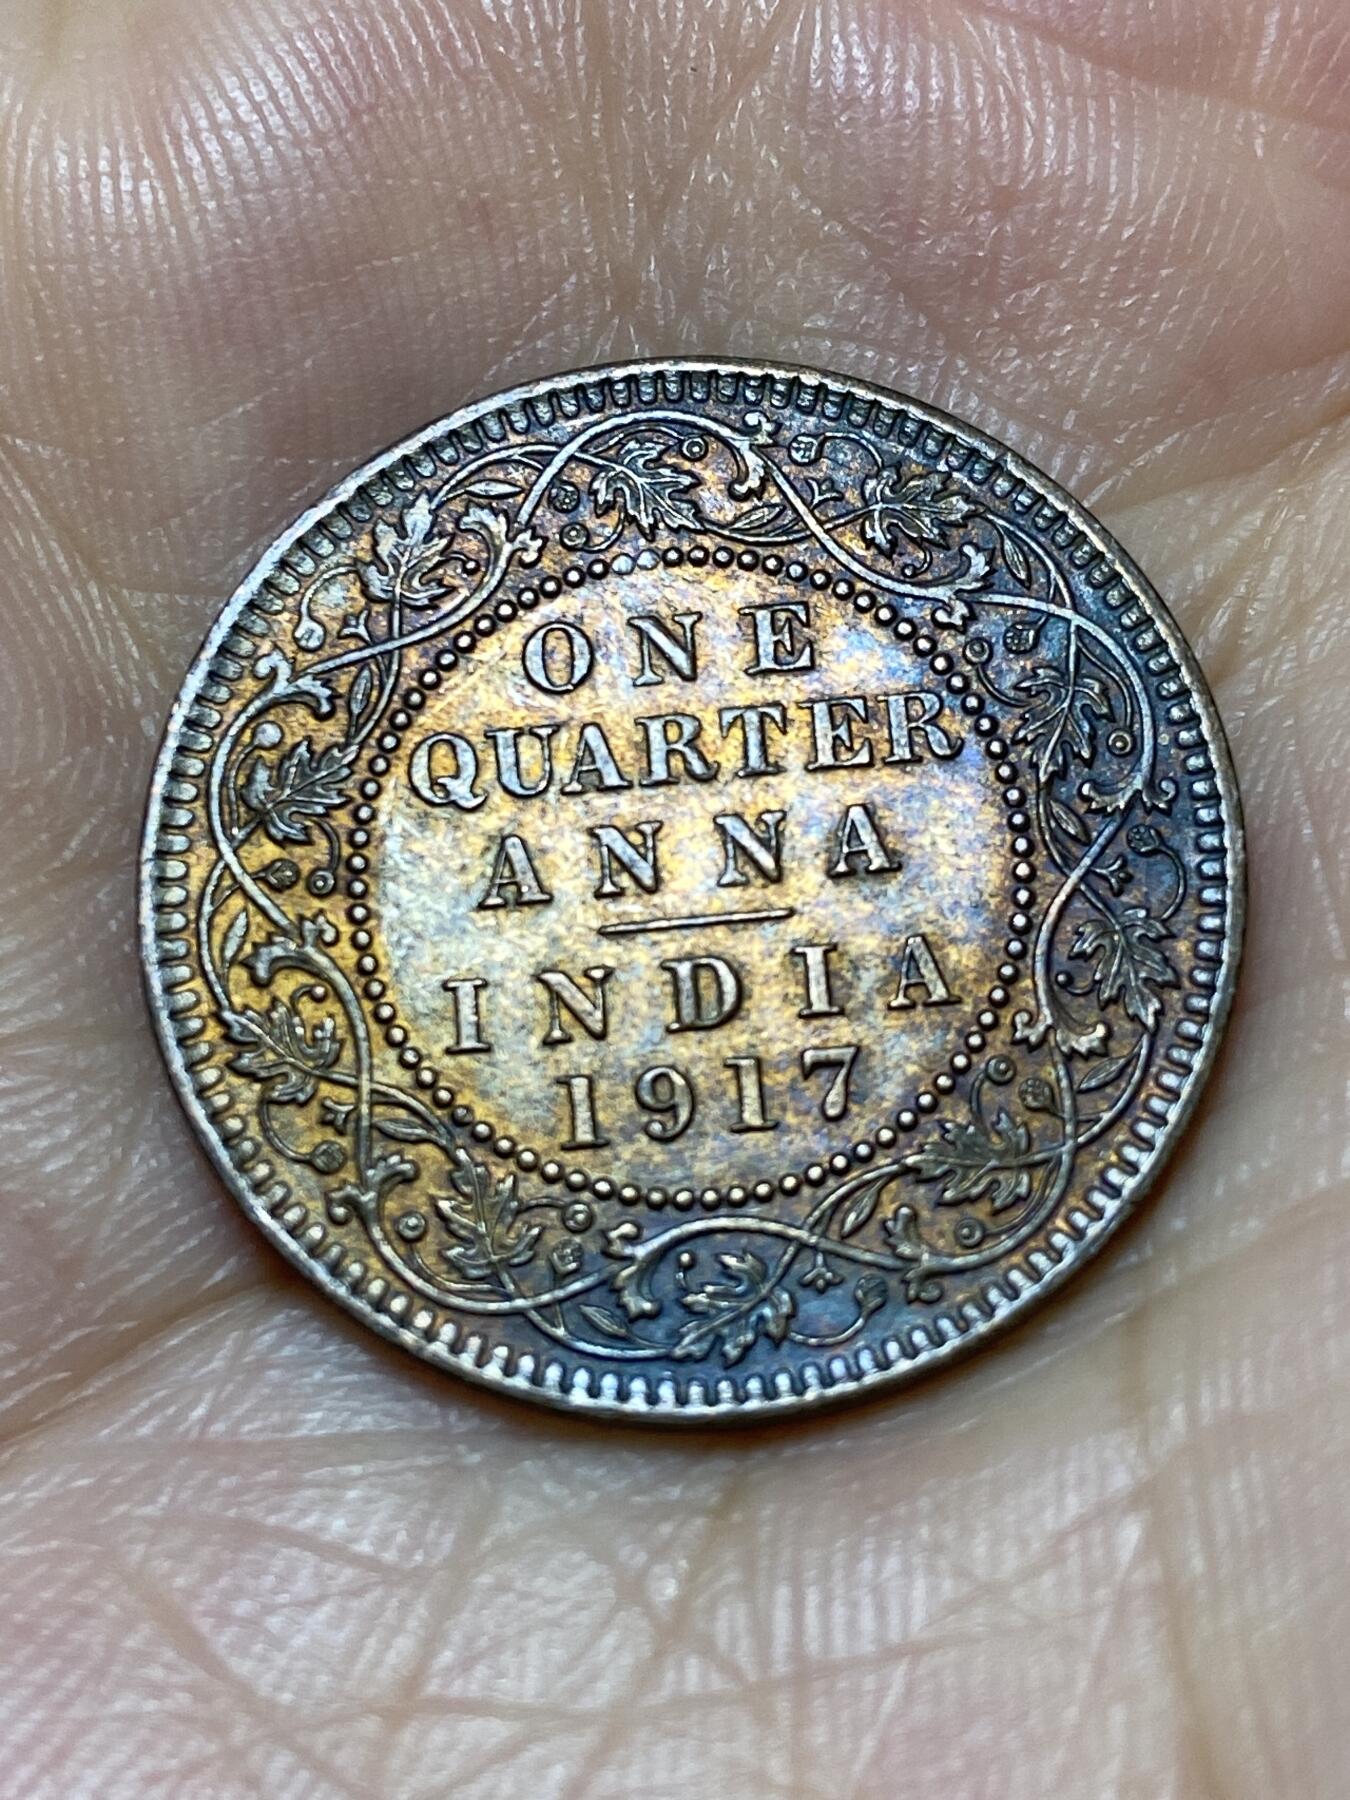 ONE
QUARTER
ANNA
INDIA
1917